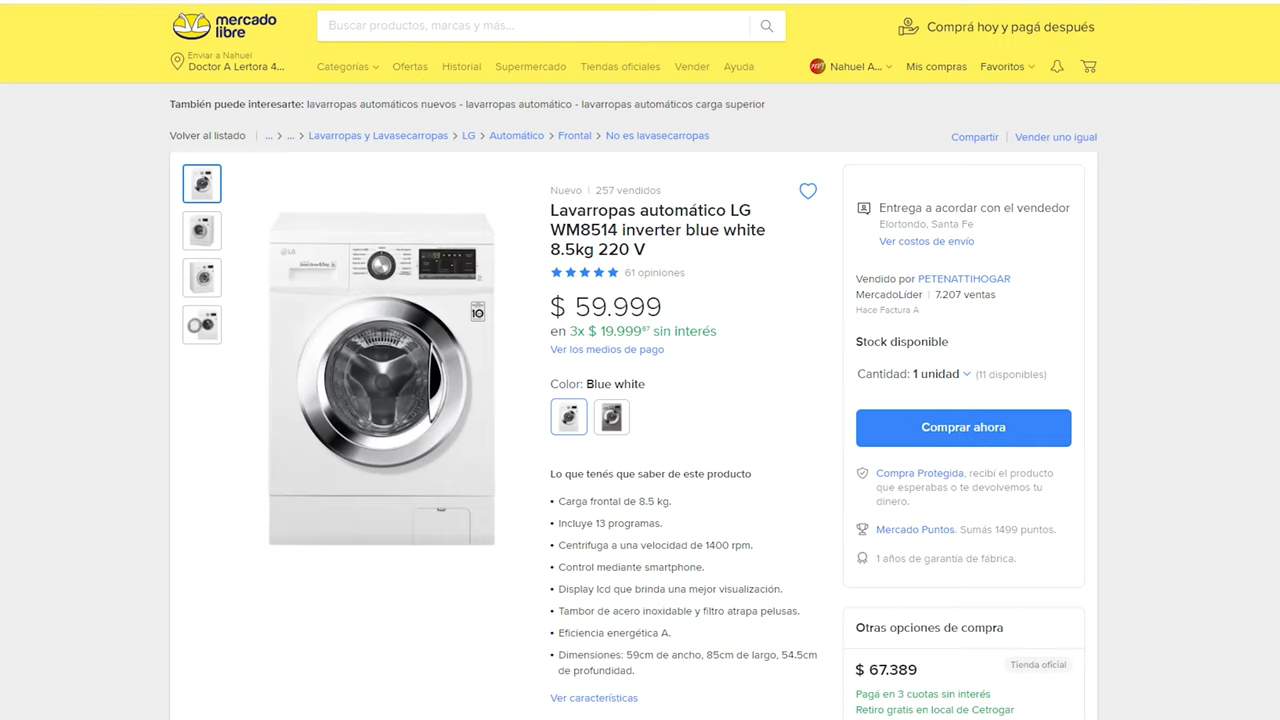 mercado
libre
Buscar productos, marcas y más...
Comprá hoy y pagá después
Enviar a Nahuel
Doctor A Lertora 4...
Categorías
Ofertas
Historial
Supermercado
Tiendas oficiales
Vender
Ayuda
Nahuel A...
Mis compras
Favoritos
También puede interesarte: lavarropas automáticos nuevos - lavarropas automático - lavarropas automáticos carga superior
Volver al listado | ... > ... > Lavarropas y Lavasecarropas > LG > Automático > Frontal > No es lavasecarropas
Compartir | Vender uno igual
Nuevo | 257 vendidos
Lavarropas automático LG
WM8514 inverter blue white
8.5kg 220 V
61 opiniones
$ 59.999
en 3x $ 19.999⁶⁷ sin interés
Ver los medios de pago
Color: Blue white
Lo que tenés que saber de este producto
• Carga frontal de 8.5 kg.
• Incluye 13 programas.
• Centrifuga a una velocidad de 1400 rpm.
• Control mediante smartphone.
• Display lcd que brinda una mejor visualización.
• Tambor de acero inoxidable y filtro atrapa pelusas.
• Eficiencia energética A.
• Dimensiones: 59cm de ancho, 85cm de largo, 54.5cm
de profundidad.
Ver características
LG
10
Entrega a acordar con el vendedor
Elortondo, Santa Fe
Ver costos de envío
Vendido por PETENATTIHOGAR
MercadoLíder | 7.207 ventas
Hace Factura A
Stock disponible
Cantidad: 1 unidad (11 disponibles)
Comprar ahora
Compra Protegida, recibí el producto
que esperabas o te devolvemos tu
dinero.
Mercado Puntos. Sumás 1499 puntos.
1 años de garantía de fábrica.
Otras opciones de compra
$ 67.389
Tienda oficial
Pagá en 3 cuotas sin interés
Retiro gratis en local de Cetrogar